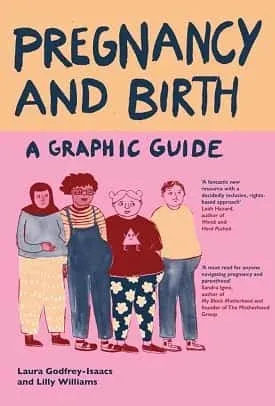 PREGNANCY
AND BIRTH
A GRAPHIC GUIDE
'A fantastic new
resource with a
decidedly inclusive, rights-
based approach'
Leah Hazard,
author of
Womb and
Hard Pushed
'A must read for anyone
navigating pregnancy and
parenthood'
Sandra Igwe,
author of
My Black Motherhood and
founder of The Motherhood
Group
Laura Godfrey-Isaacs
and Lilly Williams